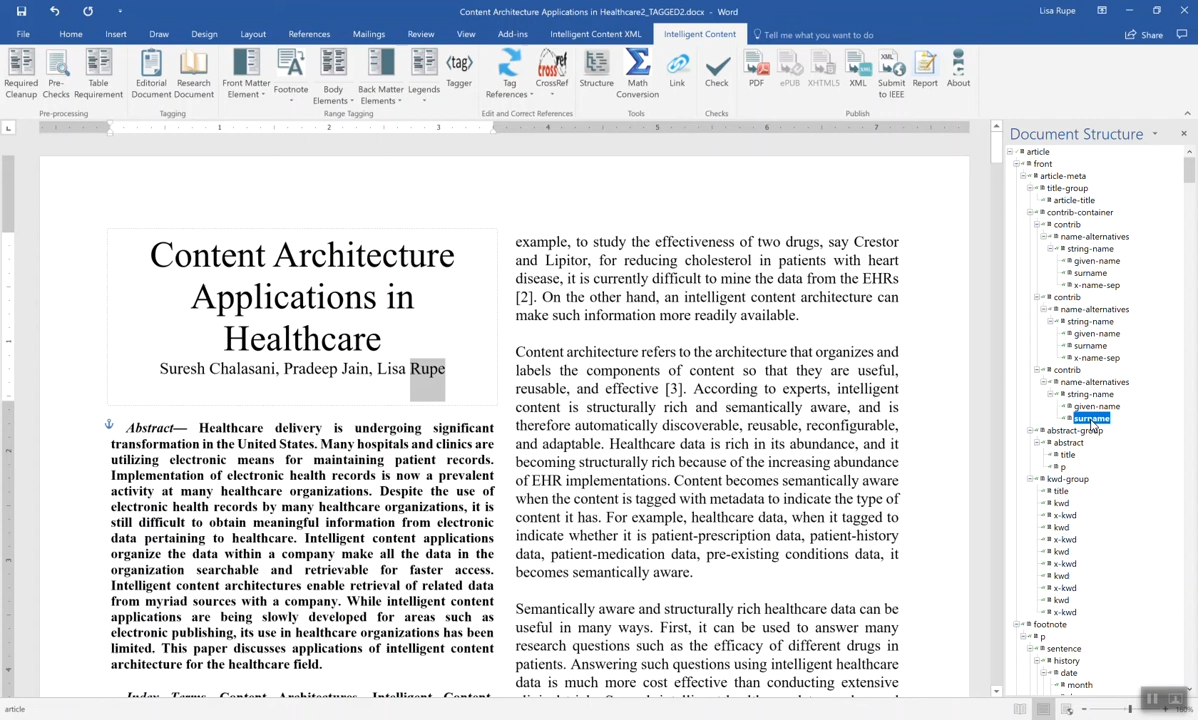 Content Architecture Applications in Healthcare2_TAGGED2.docx - Word
Lisa Rupe
File Home Insert Draw Design Layout References Mailings Review View Add-ins Intelligent Content XML Intelligent Content Tell me what you want to do
Share
Required Cleanup
Pre-Checks
Table Requirement
Editorial Document
Research Document
Front Matter Element
Footnote
Body Elements
Back Matter Elements
Legends
<tag>
Tagger
Tag References
crossRef
CrossRef
Structure
Math Conversion
Link
Check
PDF
ePUB
XHTML5
XML
Submit to IEEE
Report
About
Pre-processing
Tagging
Range Tagging
Edit and Correct References
Tools
Checks
Publish
1 2 3 4 5 6 7
Content Architecture
Applications in
Healthcare
Suresh Chalasani, Pradeep Jain, Lisa Rupe
Abstract— Healthcare delivery is undergoing significant
transformation in the United States. Many hospitals and clinics are
utilizing electronic means for maintaining patient records.
Implementation of electronic health records is now a prevalent
activity at many healthcare organizations. Despite the use of
electronic health records by many healthcare organizations, it is
still difficult to obtain meaningful information from electronic
data pertaining to healthcare. Intelligent content applications
organize the data within a company make all the data in the
organization searchable and retrievable for faster access.
Intelligent content architectures enable retrieval of related data
from myriad sources with a company. While intelligent content
applications are being slowly developed for areas such as
electronic publishing, its use in healthcare organizations has been
limited. This paper discusses applications of intelligent content
architecture for the healthcare field.
Index Terms— Content Architectures, Intelligent Content,
example, to study the effectiveness of two drugs, say Crestor
and Lipitor, for reducing cholesterol in patients with heart
disease, it is currently difficult to mine the data from the EHRs
[2]. On the other hand, an intelligent content architecture can
make such information more readily available.
Content architecture refers to the architecture that organizes and
labels the components of content so that they are useful,
reusable, and effective [3]. According to experts, intelligent
content is structurally rich and semantically aware, and is
therefore automatically discoverable, reusable, reconfigurable,
and adaptable. Healthcare data is rich in its abundance, and it
becoming structurally rich because of the increasing abundance
of EHR implementations. Content becomes semantically aware
when the content is tagged with metadata to indicate the type of
content it has. For example, healthcare data, when it tagged to
indicate whether it is patient-prescription data, patient-history
data, patient-medication data, pre-existing conditions data, it
becomes semantically aware.
Semantically aware and structurally rich healthcare data can be
useful in many ways. First, it can be used to answer many
research questions such as the efficacy of different drugs in
patients. Answering such questions using intelligent healthcare
data is much more cost effective than conducting extensive
Document Structure
article
front
article-meta
title-group
article-title
contrib-container
contrib
name-alternatives
string-name
given-name
surname
x-name-sep
contrib
name-alternatives
string-name
given-name
surname
x-name-sep
contrib
name-alternatives
string-name
given-name
surname
abstract-group
abstract
title
p
kwd-group
title
kwd
x-kwd
kwd
x-kwd
kwd
x-kwd
kwd
x-kwd
kwd
x-kwd
footnote
p
sentence
history
date
month
article